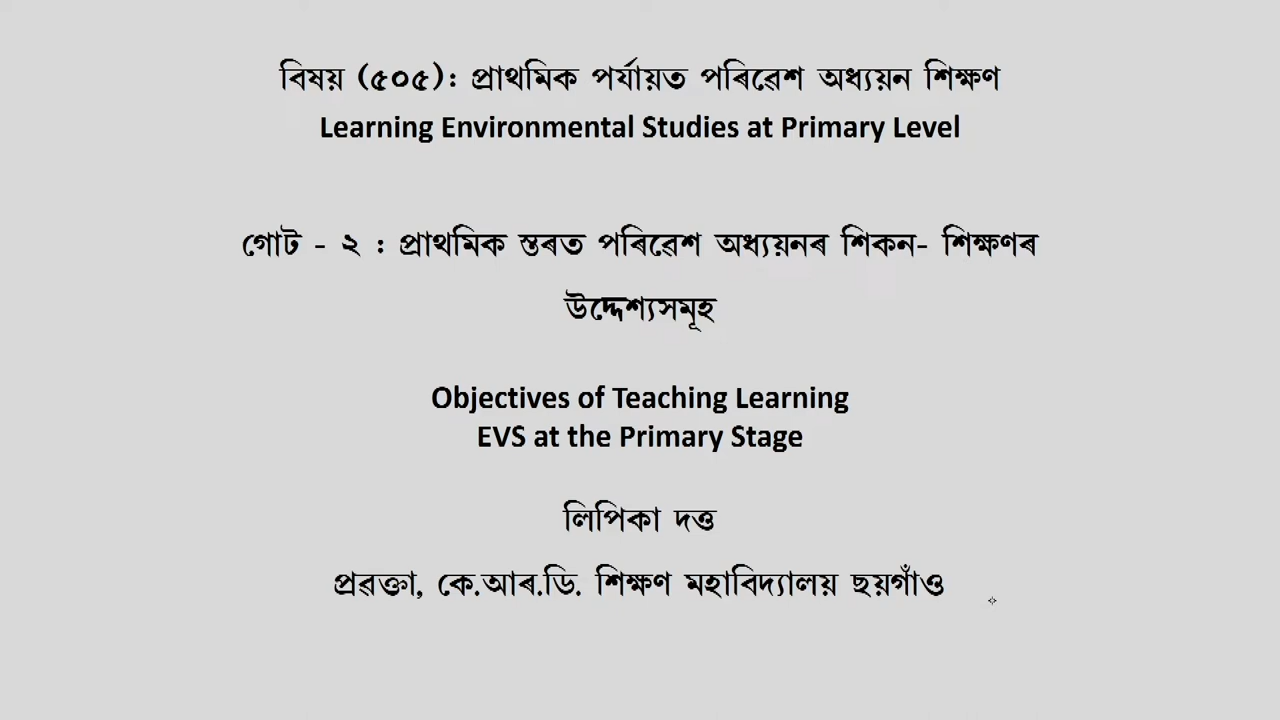 বিষয় (৫০৫): প্ৰাথমিক পৰ্যায়ত পৰিৱেশ অধ্যয়ন শিক্ষণ
Learning Environmental Studies at Primary Level
গোট - ২ : প্ৰাথমিক স্তৰত পৰিৱেশ অধ্যয়নৰ শিকন- শিক্ষণৰ
উদ্দেশ্যসমূহ
Objectives of Teaching Learning
EVS at the Primary Stage
লিপিকা দত্ত
প্ৰৱক্তা, কে.আৰ.ডি. শিক্ষণ মহাবিদ্যালয় ছয়গাঁও